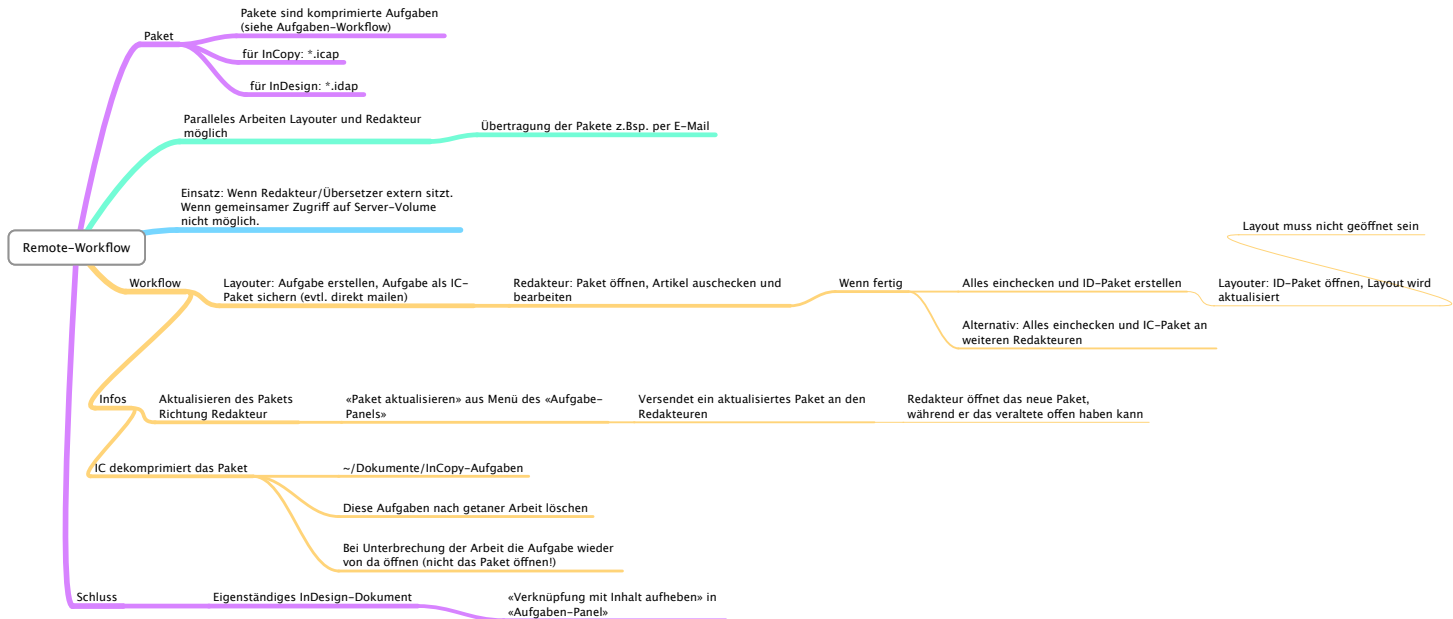 Pakete sind komprimierte Aufgaben
(siehe Aufgaben-Workflow)
Paket
für InCopy: *.icap
für InDesign: *.idap
Paralleles Arbeiten Layouter und Redakteur
möglich
Übertragung der Pakete z.Bsp. per E-Mail
Einsatz: Wenn Redakteur/Übersetzer extern sitzt.
Wenn gemeinsamer Zugriff auf Server-Volume
nicht möglich.
Remote-Workflow
Layout muss nicht geöffnet sein
Workflow
Layouter: Aufgabe erstellen, Aufgabe als IC-
Paket sichern (evtl. direkt mailen)
Redakteur: Paket öffnen, Artikel auschecken und
bearbeiten
Wenn fertig
Alles einchecken und ID-Paket erstellen
Layouter: ID-Paket öffnen, Layout wird
aktualisiert
Alternativ: Alles einchecken und IC-Paket an
weiteren Redakteuren
Infos
Aktualisieren des Pakets
Richtung Redakteur
«Paket aktualisieren» aus Menü des «Aufgabe-
Panels»
Versendet ein aktualisiertes Paket an den
Redakteuren
Redakteur öffnet das neue Paket,
während er das veraltete offen haben kann
IC dekomprimiert das Paket
~/Dokumente/InCopy-Aufgaben
Diese Aufgaben nach getaner Arbeit löschen
Bei Unterbrechung der Arbeit die Aufgabe wieder
von da öffnen (nicht das Paket öffnen!)
Schluss
Eigenständiges InDesign-Dokument
«Verknüpfung mit Inhalt aufheben» in
«Aufgaben-Panel»